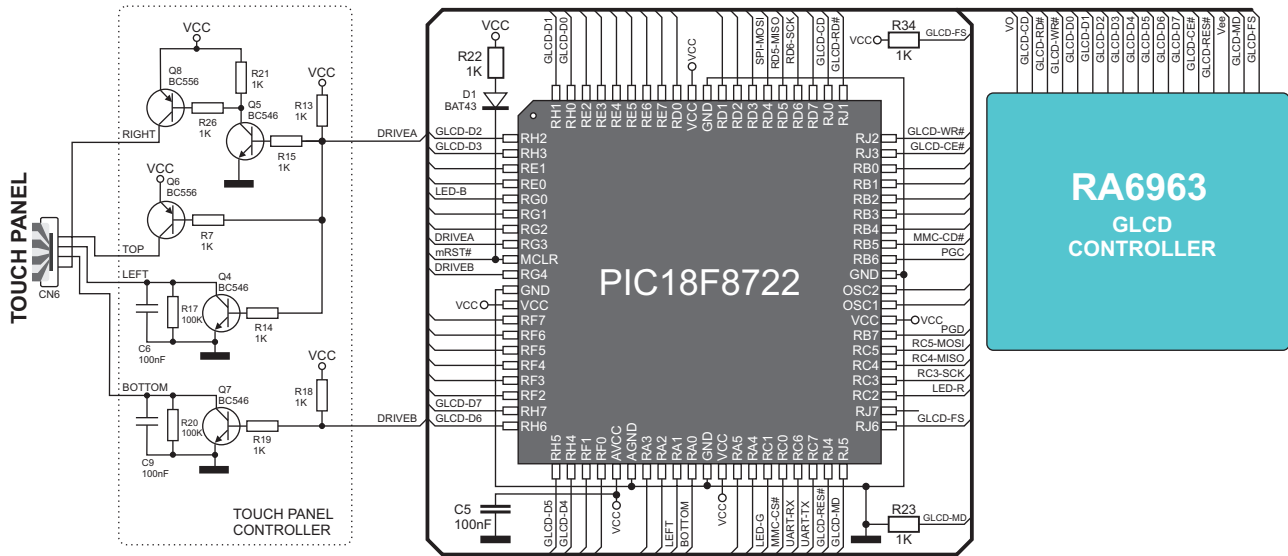 TOUCH PANEL
CN6
VCC
Q8
BC556
R21
1K
VCC
R13
1K
Q5
BC546
R26
1K
RIGHT
R15
1K
DRIVEA
VCC
Q6
BC556
R7
1K
TOP
LEFT
Q4
BC546
R17
100K
R14
1K
C6
100nF
VCC
R18
1K
BOTTOM
Q7
BC546
R20
100K
R19
1K
DRIVEB
C9
100nF
TOUCH PANEL
CONTROLLER
VCC
R22
1K
D1
BAT43
GLCD-D1
GLCD-D0
VCC
SPI-MOSI
RD5-MISO
RD6-SCK
GLCD-CD
GLCD-RD#
R34
VCC
GLCD-FS
1K
RH1
RH0
RE2
RE3
RE4
RE5
RE6
RE7
RD0
VCC
GND
RD1
RD2
RD3
RD4
RD5
RD6
RD7
RJ0
RJ1
GLCD-D2
GLCD-D3
LED-B
DRIVEA
mRST#
DRIVEB
VCC
GLCD-D7
GLCD-D6
RH2
RH3
RE1
RE0
RG0
RG1
RG2
RG3
MCLR
RG4
GND
VCC
RF7
RF6
RF5
RF4
RF3
RF2
RH7
RH6
PIC18F8722
RJ2
RJ3
RB0
RB1
RB2
RB3
RB4
RB5
RB6
GND
OSC2
OSC1
VCC
RB7
RC5
RC4
RC3
RC2
RJ7
RJ6
GLCD-WR#
GLCD-CE#
MMC-CD#
PGC
VCC
PGD
RC5-MOSI
RC4-MISO
RC3-SCK
LED-R
GLCD-FS
RH5
RH4
RF1
RF0
AVCC
AGND
RA3
RA2
RA1
RA0
GND
VCC
RA5
RA4
RC1
RC0
RC6
RC7
RJ4
RJ5
C5
100nF
GLCD-D5
GLCD-D4
VCC
LEFT
BOTTOM
VCC
LED-G
MMC-CS#
UART-RX
UART-TX
GLCD-RES#
GLCD-MD
R23
GLCD-MD
1K
VO
GLCD-CD
GLCD-RD#
GLCD-WR#
GLCD-D0
GLCD-D1
GLCD-D2
GLCD-D3
GLCD-D4
GLCD-D5
GLCD-D6
GLCD-D7
GLCD-CE#
GLCD-RES#
Vee
GLCD-MD
GLCD-FS
RA6963
GLCD
CONTROLLER